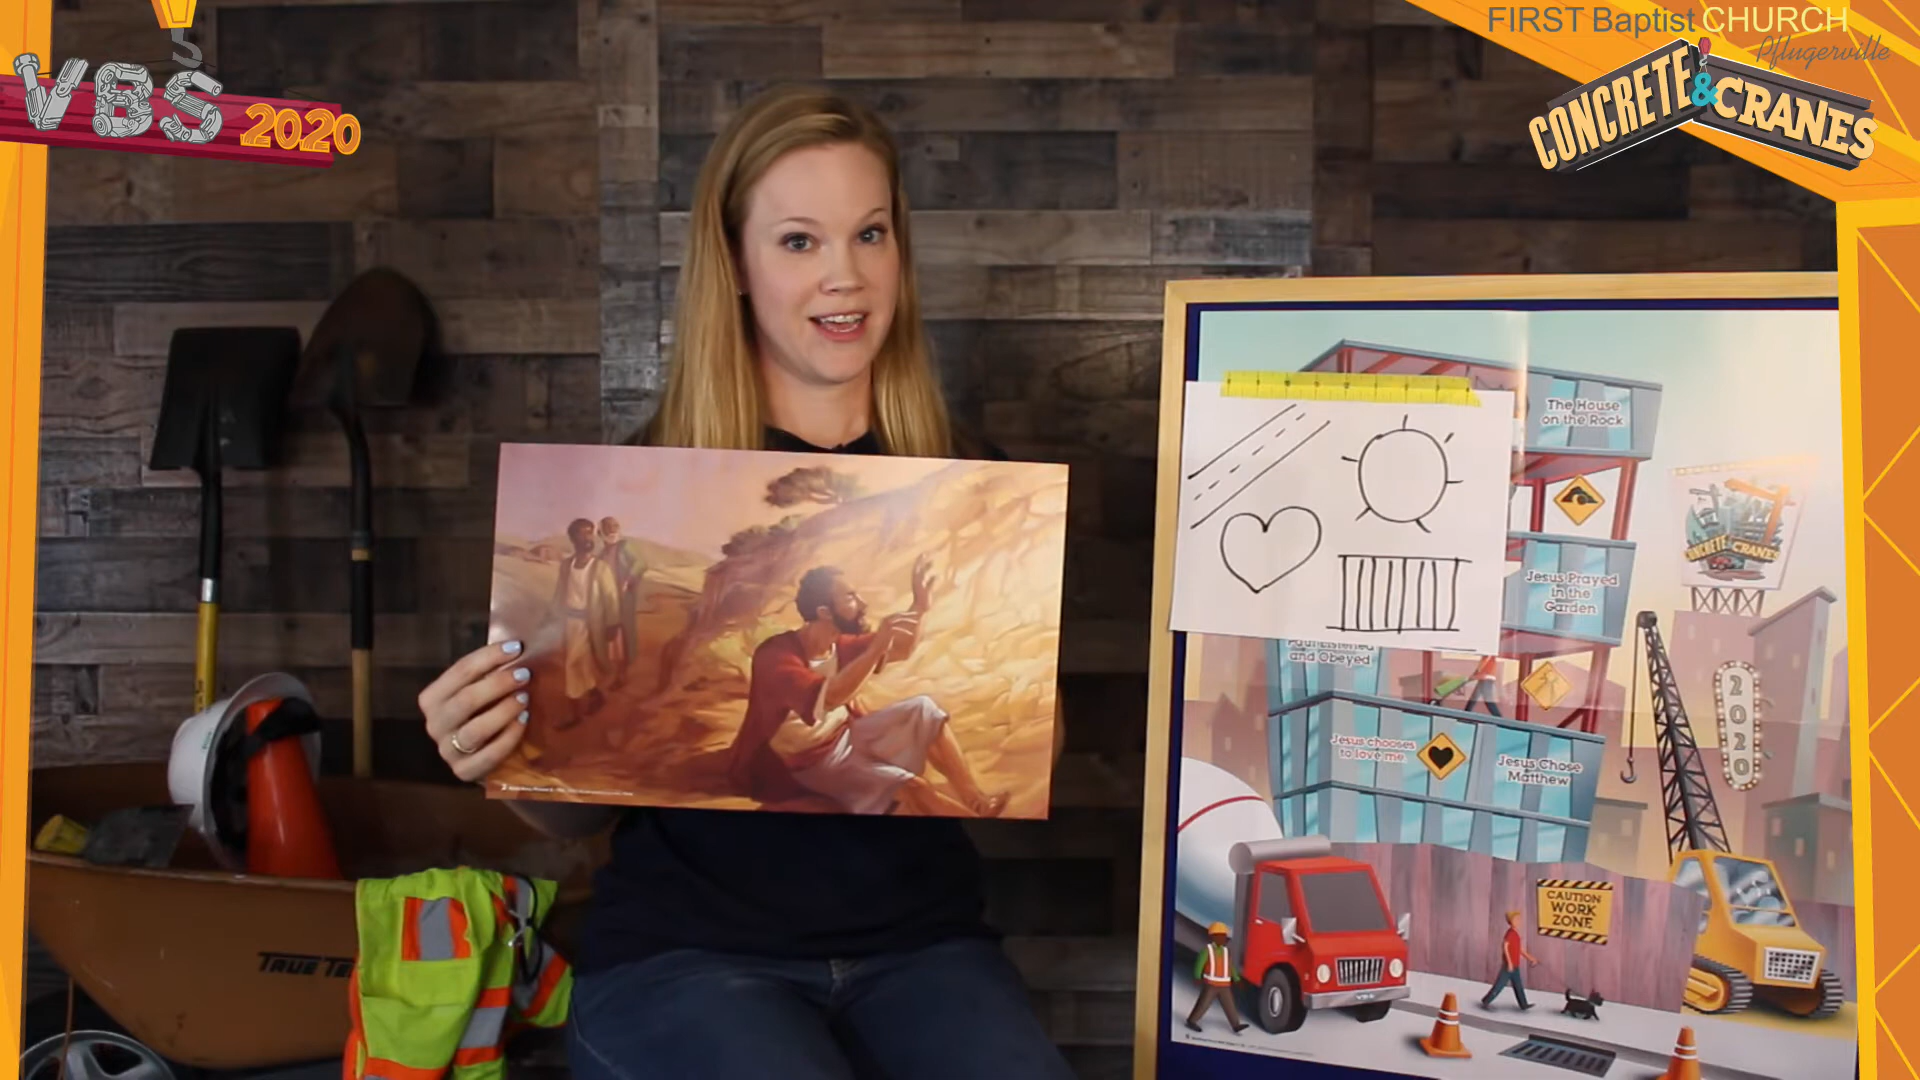 VBS
2020
FIRST Baptist CHURCH
Pflugerville
CONCRETE & CRANES
The House
on the Rock
Jesus Prayed
in the
Garden
CONCRETE & CRANES
and Obeyed
2020
Jesus chooses
to love me.
Jesus Chose
Matthew
CAUTION
WORK
ZONE
TRUE TE